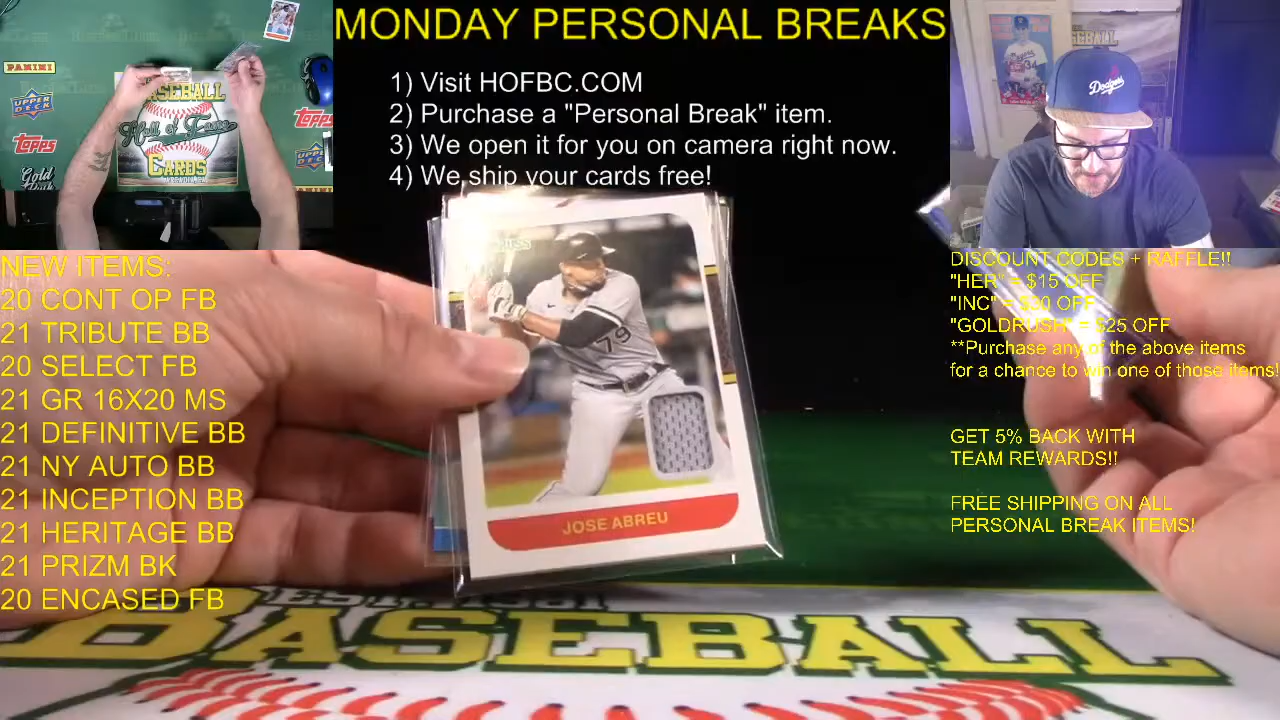 MONDAY PERSONAL BREAKS
1) Visit HOFBC.COM
2) Purchase a "Personal Break" item.
3) We open it for you on camera right now.
4) We ship your cards free!
PANINI
UPPER
DECK
Topps
Gold
BASEBALL
Hall of Fame
CARDS
Topps
UPPER
Dodgers
34
NEW ITEMS:
20 CONT OP FB
21 TRIBUTE BB
20 SELECT FB
21 GR 16X20 MS
21 DEFINITIVE BB
21 NY AUTO BB
21 INCEPTION BB
21 HERITAGE BB
21 PRIZM BK
20 ENCASED FB
79
JOSE ABREU
DISCOUNT CODES + RAFFLE!!
"HER" = $15 OFF
"INC" = $30 OFF
"GOLDRUSH" = $25 OFF
**Purchase any of the above items
for a chance to win one of those items!
GET 5% BACK WITH
TEAM REWARDS!!
FREE SHIPPING ON ALL
PERSONAL BREAK ITEMS!
BASEBALL